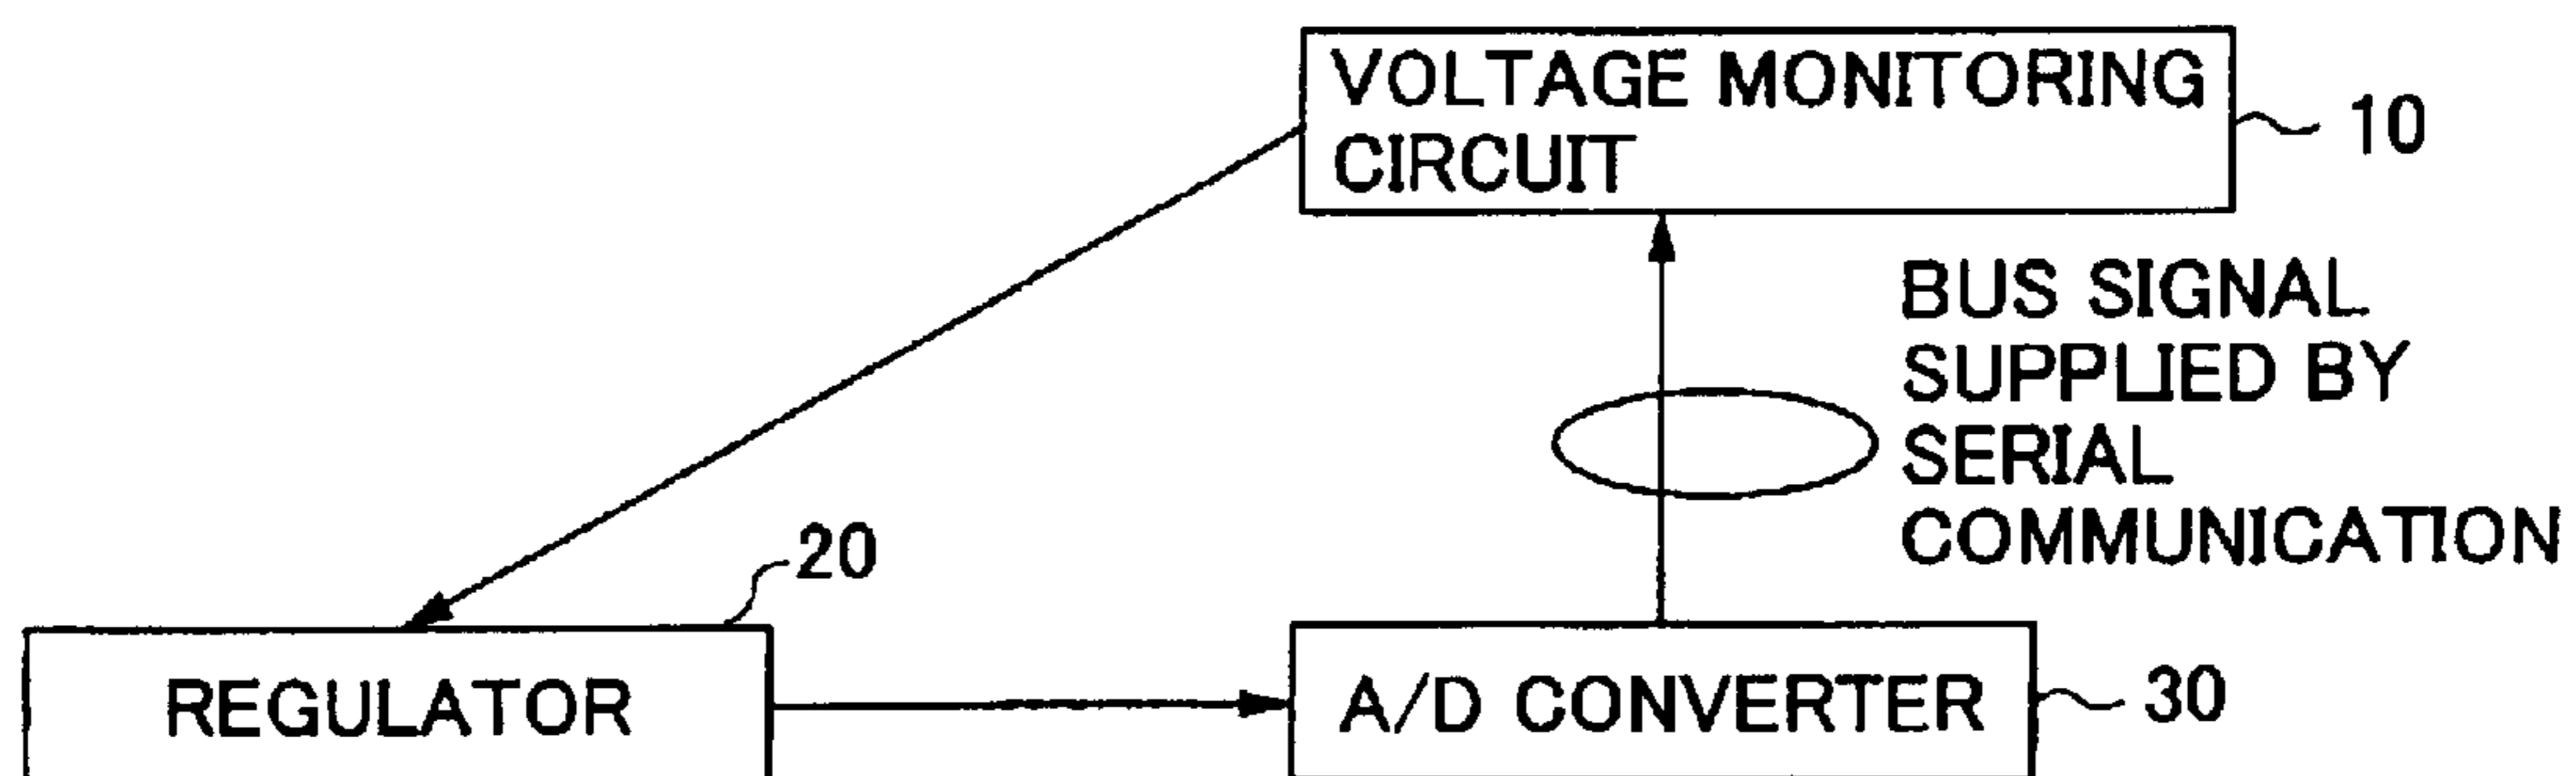 VOLTAGE MONITORING
CIRCUIT
10
BUS SIGNAL
SUPPLIED BY
SERIAL
COMMUNICATION
20
REGULATOR
A/D CONVERTER
30